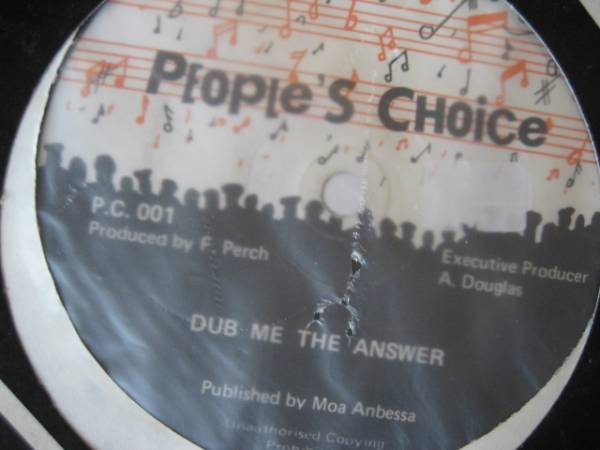 PEOPlE'S CHOiCe
P.C. 001
Produced by F. Perch
Executive Producer
A. Douglas
DUB ME THE ANSWER
Published by Moa Anbessa
Unauthorised Copying